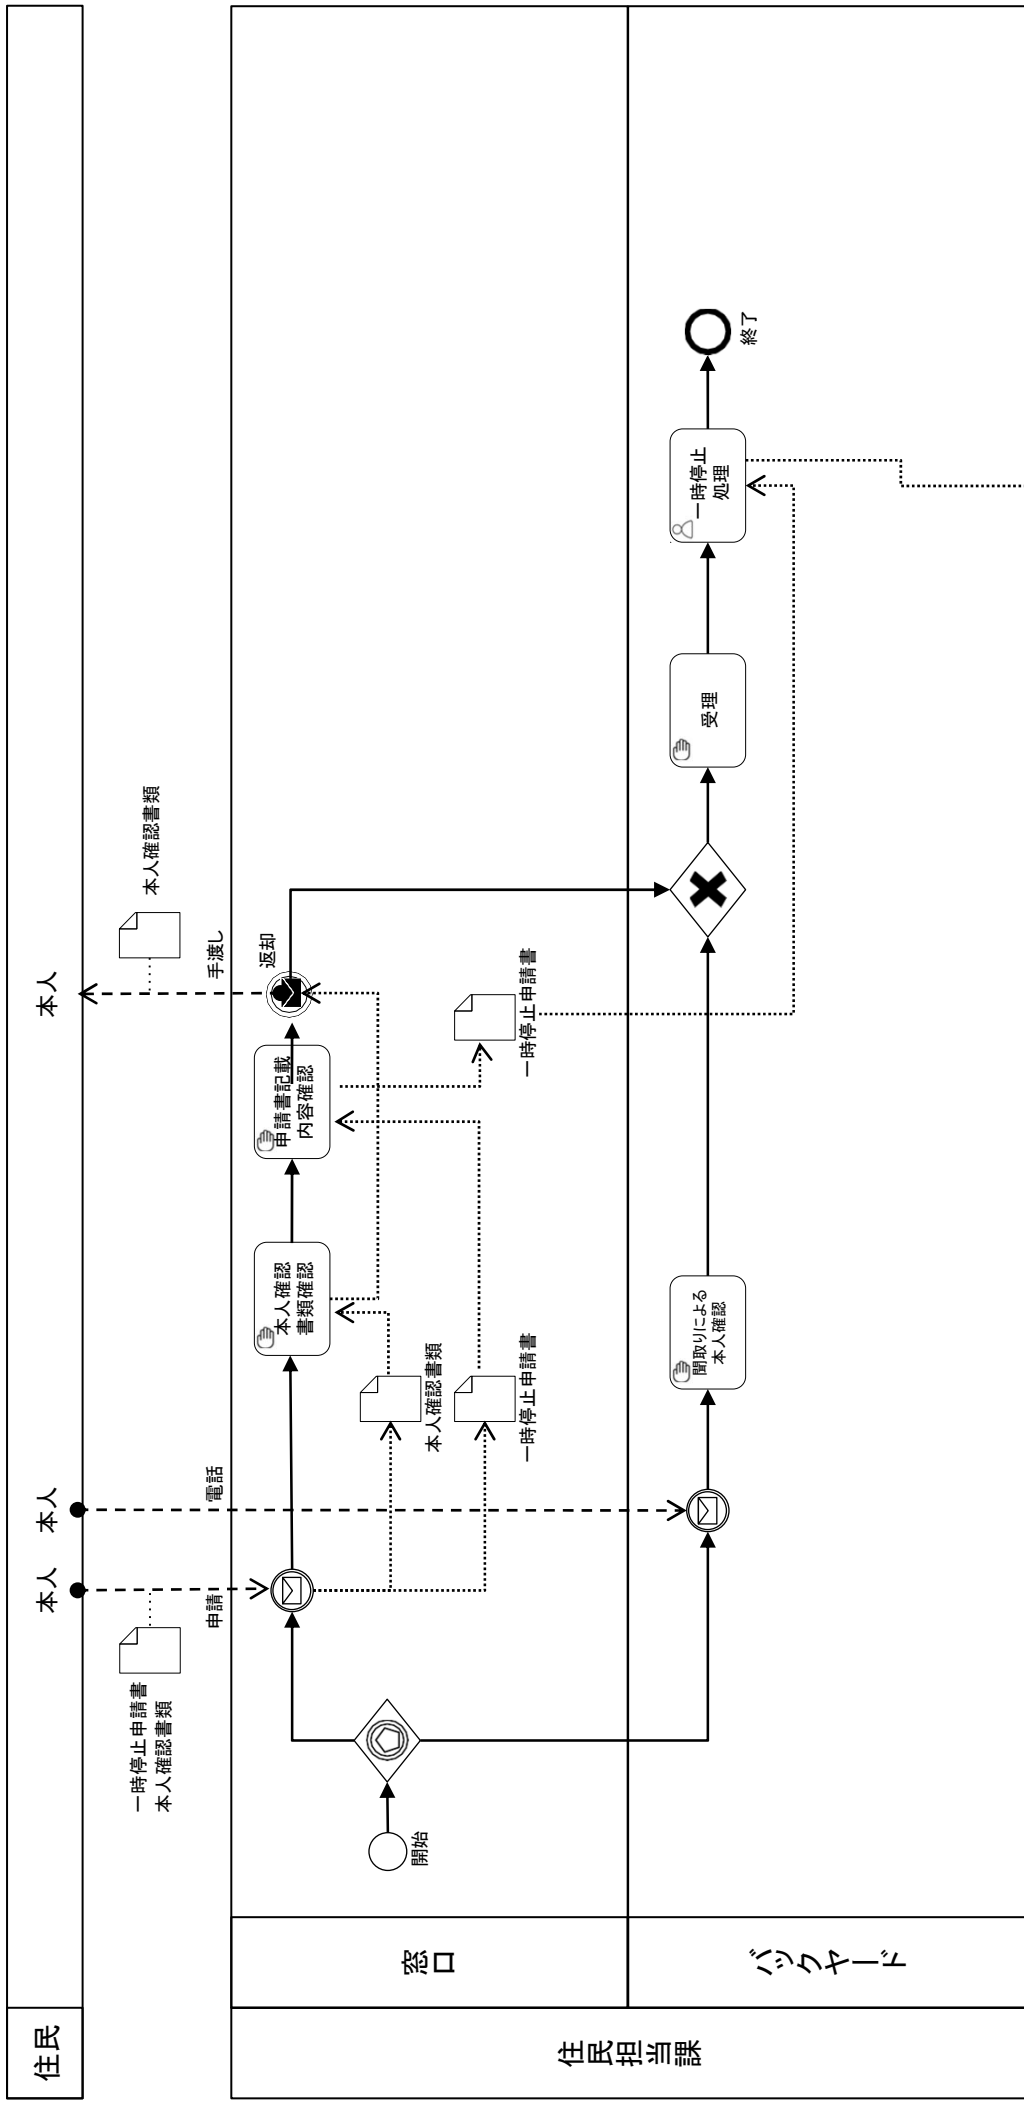 住民
本人
本人
本人
一時停止申請書
本人確認書類
申請
電話
本人確認書類
手渡し
住民担当課
窓口
開始
本人確認
書類確認
申請書記載
内容確認
返却
本人確認書類
一時停止申請書
一時停止申請書
バックヤード
聞取りによる
本人確認
受理
一時停止
処理
終了